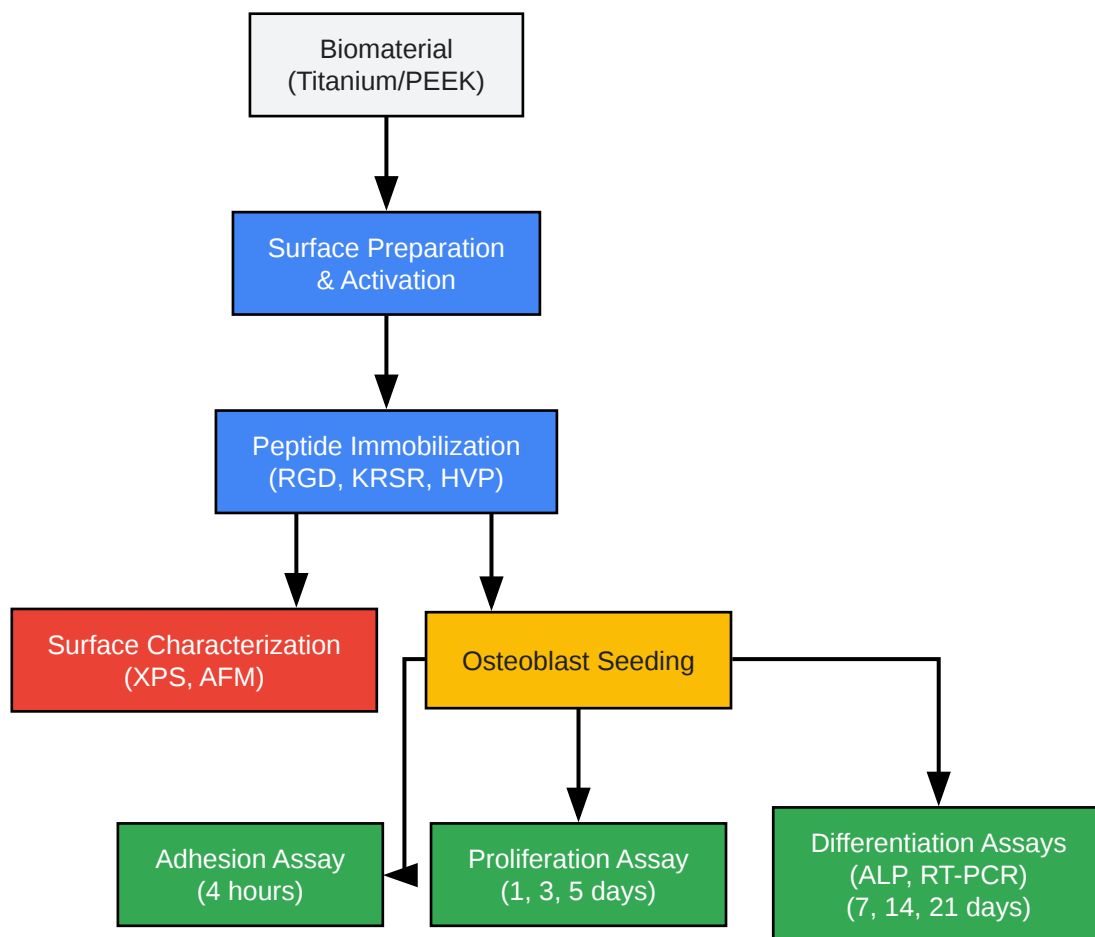 Biomaterial
(Titanium/PEEK)
Surface Preparation
& Activation
Peptide Immobilization
(RGD, KRSR, HVP)
Surface Characterization
(XPS, AFM)
Osteoblast Seeding
Adhesion Assay
(4 hours)
Proliferation Assay
(1, 3, 5 days)
Differentiation Assays
(ALP, RT-PCR)
(7, 14, 21 days)